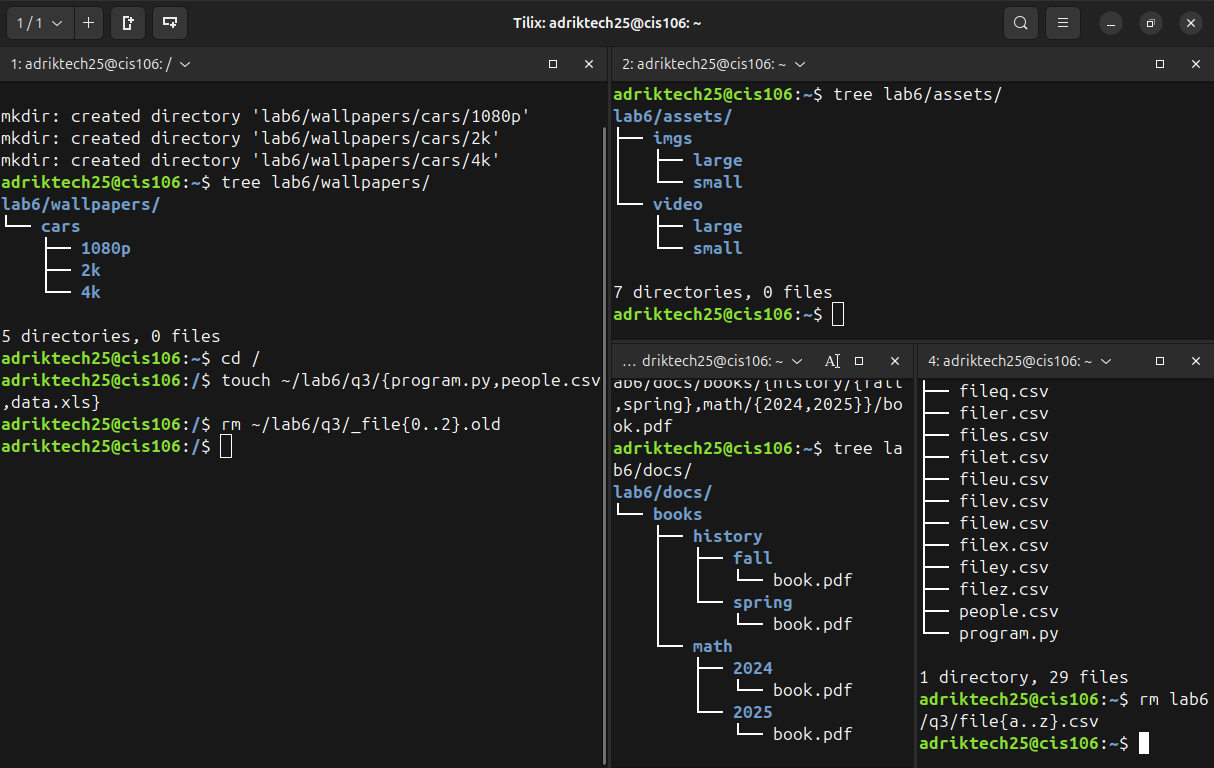 1 / 1
Tilix: adriktech25@cis106: ~
1: adriktech25@cis106: /
mkdir: created directory 'lab6/wallpapers/cars/1080p'
mkdir: created directory 'lab6/wallpapers/cars/2k'
mkdir: created directory 'lab6/wallpapers/cars/4k'
adriktech25@cis106:~$ tree lab6/wallpapers/
lab6/wallpapers/
└── cars
    ├── 1080p
    ├── 2k
    └── 4k
5 directories, 0 files
adriktech25@cis106:~$ cd /
adriktech25@cis106:/$ touch ~/lab6/q3/{program.py,people.csv
,data.xls}
adriktech25@cis106:/$ rm ~/lab6/q3/_file{0..2}.old
adriktech25@cis106:/$
2: adriktech25@cis106: ~
adriktech25@cis106:~$ tree lab6/assets/
lab6/assets/
├── imgs
│   ├── large
│   └── small
└── video
    ├── large
    └── small
7 directories, 0 files
adriktech25@cis106:~$
... driktech25@cis106: ~
ab6/docs/books/{history/{fall
,spring},math/{2024,2025}}/bo
ok.pdf
adriktech25@cis106:~$ tree la
b6/docs/
lab6/docs/
└── books
    ├── history
    │   ├── fall
    │   │   └── book.pdf
    │   └── spring
    │       └── book.pdf
    └── math
        ├── 2024
        │   └── book.pdf
        └── 2025
            └── book.pdf
4: adriktech25@cis106: ~
├── fileq.csv
├── filer.csv
├── files.csv
├── filet.csv
├── fileu.csv
├── filev.csv
├── filew.csv
├── filex.csv
├── filey.csv
├── filez.csv
├── people.csv
└── program.py
1 directory, 29 files
adriktech25@cis106:~$ rm lab6
/q3/file{a..z}.csv
adriktech25@cis106:~$